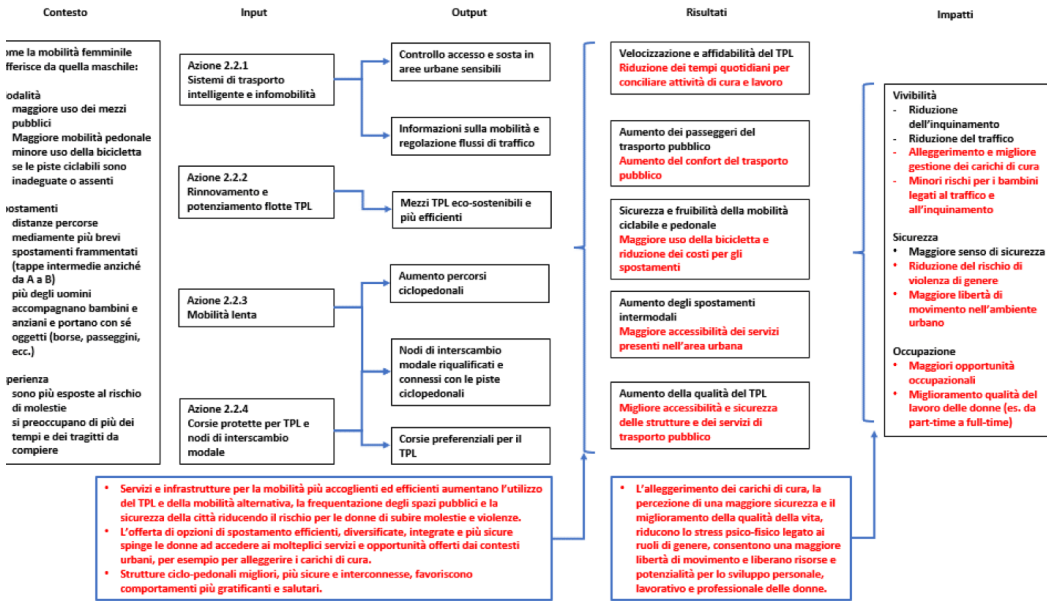 Contesto
Input
Output
Risultati
Impatti
ome la mobilità femminile
fferisce da quella maschile:
odalità
maggiore uso dei mezzi
pubblici
Maggiore mobilità pedonale
minore uso della bicicletta
se le piste ciclabili sono
inadeguate o assenti
postamenti
distanze percorse
mediamente più brevi
spostamenti frammentati
(tappe intermedie anziché
da A a B)
più degli uomini
accompagnano bambini e
anziani e portano con sé
oggetti (borse, passeggini,
ecc.)
perienza
sono più esposte al rischio
di molestie
si preoccupano di più dei
tempi e dei tragitti da
compiere
Azione 2.2.1
Sistemi di trasporto
intelligente e infomobilità
Azione 2.2.2
Rinnovamento e
potenziamento flotte TPL
Azione 2.2.3
Mobilità lenta
Azione 2.2.4
Corsie protette per TPL e
nodi di interscambio
modale
Controllo accesso e sosta in
aree urbane sensibili
Informazioni sulla mobilità e
regolazione flussi di traffico
Mezzi TPL eco-sostenibili e
più efficienti
Aumento percorsi
ciclopedonali
Nodi di interscambio
modale riqualificati e
connessi con le piste
ciclopedonali
Corsie preferenziali per il
TPL
Velocizzazione e affidabilità del TPL
Riduzione dei tempi quotidiani per
conciliare attività di cura e lavoro
Aumento dei passeggeri del
trasporto pubblico
Aumento del confort del trasporto
pubblico
Sicurezza e fruibilità della mobilità
ciclabile e pedonale
Maggiore uso della bicicletta e
riduzione dei costi per gli
spostamenti
Aumento degli spostamenti
intermodali
Maggiore accessibilità dei servizi
presenti nell'area urbana
Aumento della qualità del TPL
Migliore accessibilità e sicurezza
delle strutture e dei servizi di
trasporto pubblico
Vivibilità
- Riduzione
dell'inquinamento
- Riduzione del traffico
- Alleggerimento e migliore
gestione dei carichi di cura
- Minori rischi per i bambini
legati al traffico e
all'inquinamento
Sicurezza
• Maggiore senso di sicurezza
• Riduzione del rischio di
violenza di genere
• Maggiore libertà di
movimento nell'ambiente
urbano
Occupazione
• Maggiori opportunità
occupazionali
• Miglioramento qualità del
lavoro delle donne (es. da
part-time a full-time)
• Servizi e infrastrutture per la mobilità più accoglienti ed efficienti aumentano l'utilizzo
del TPL e della mobilità alternativa, la frequentazione degli spazi pubblici e la
sicurezza della città riducendo il rischio per le donne di subire molestie e violenze.
• L'offerta di opzioni di spostamento efficienti, diversificate, integrate e più sicure
spinge le donne ad accedere ai molteplici servizi e opportunità offerti dai contesti
urbani, per esempio per alleggerire i carichi di cura.
• Strutture ciclo-pedonali migliori, più sicure e interconnesse, favoriscono
comportamenti più gratificanti e salutari.
• L'alleggerimento dei carichi di cura, la
percezione di una maggiore sicurezza e il
miglioramento della qualità della vita,
riducono lo stress psico-fisico legato ai
ruoli di genere, consentono una maggiore
libertà di movimento e liberano risorse e
potenzialità per lo sviluppo personale,
lavorativo e professionale delle donne.